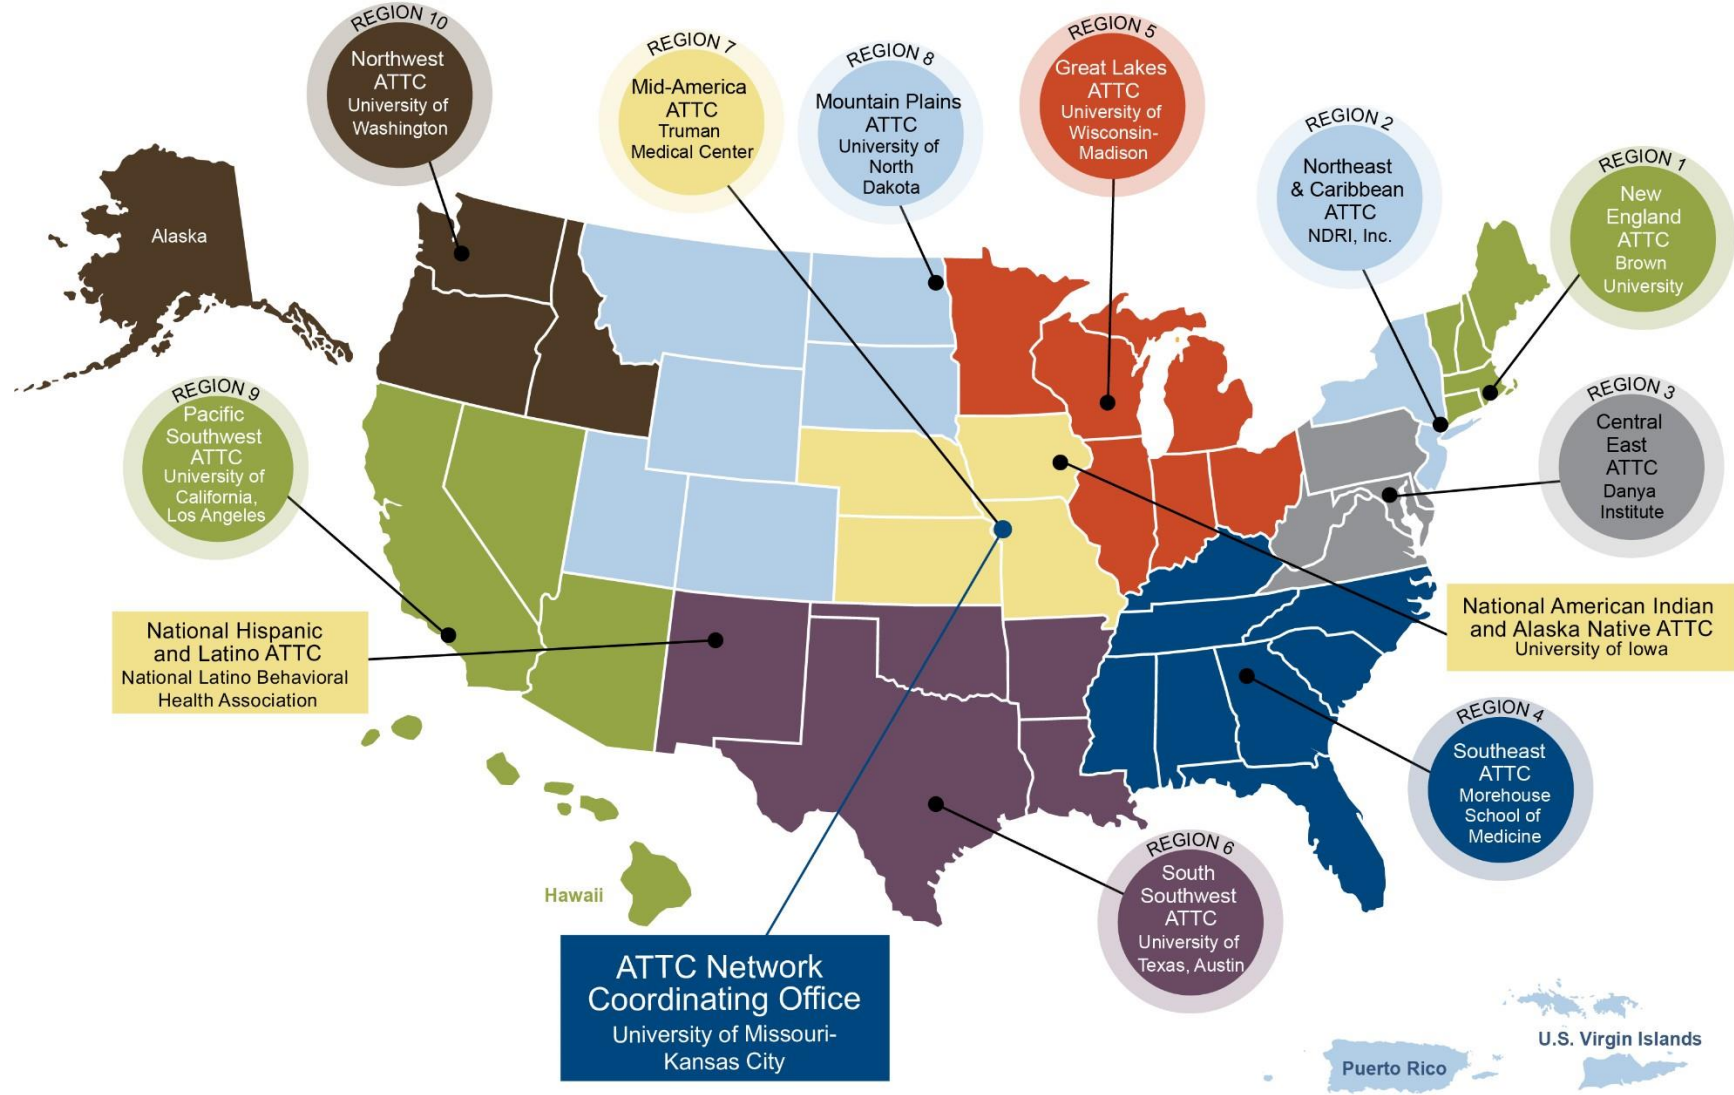 REGION 10
Northwest
ATTC
University of
Washington
REGION 7
Mid-America
ATTC
Truman
Medical Center
REGION 8
Mountain Plains
ATTC
University of
North
Dakota
REGION 5
Great Lakes
ATTC
University of
Wisconsin-
Madison
REGION 2
Northeast
& Caribbean
ATTC
NDRI, Inc.
REGION 1
New
England
ATTC
Brown
University
Alaska
REGION 9
Pacific
Southwest
ATTC
University of
California,
Los Angeles
REGION 3
Central
East
ATTC
Danya
Institute
National Hispanic
and Latino ATTC
National Latino Behavioral
Health Association
National American Indian
and Alaska Native ATTC
University of Iowa
REGION 4
Southeast
ATTC
Morehouse
School of
Medicine
REGION 6
South
Southwest
ATTC
University of
Texas, Austin
Hawaii
ATTC Network
Coordinating Office
University of Missouri-
Kansas City
U.S. Virgin Islands
Puerto Rico